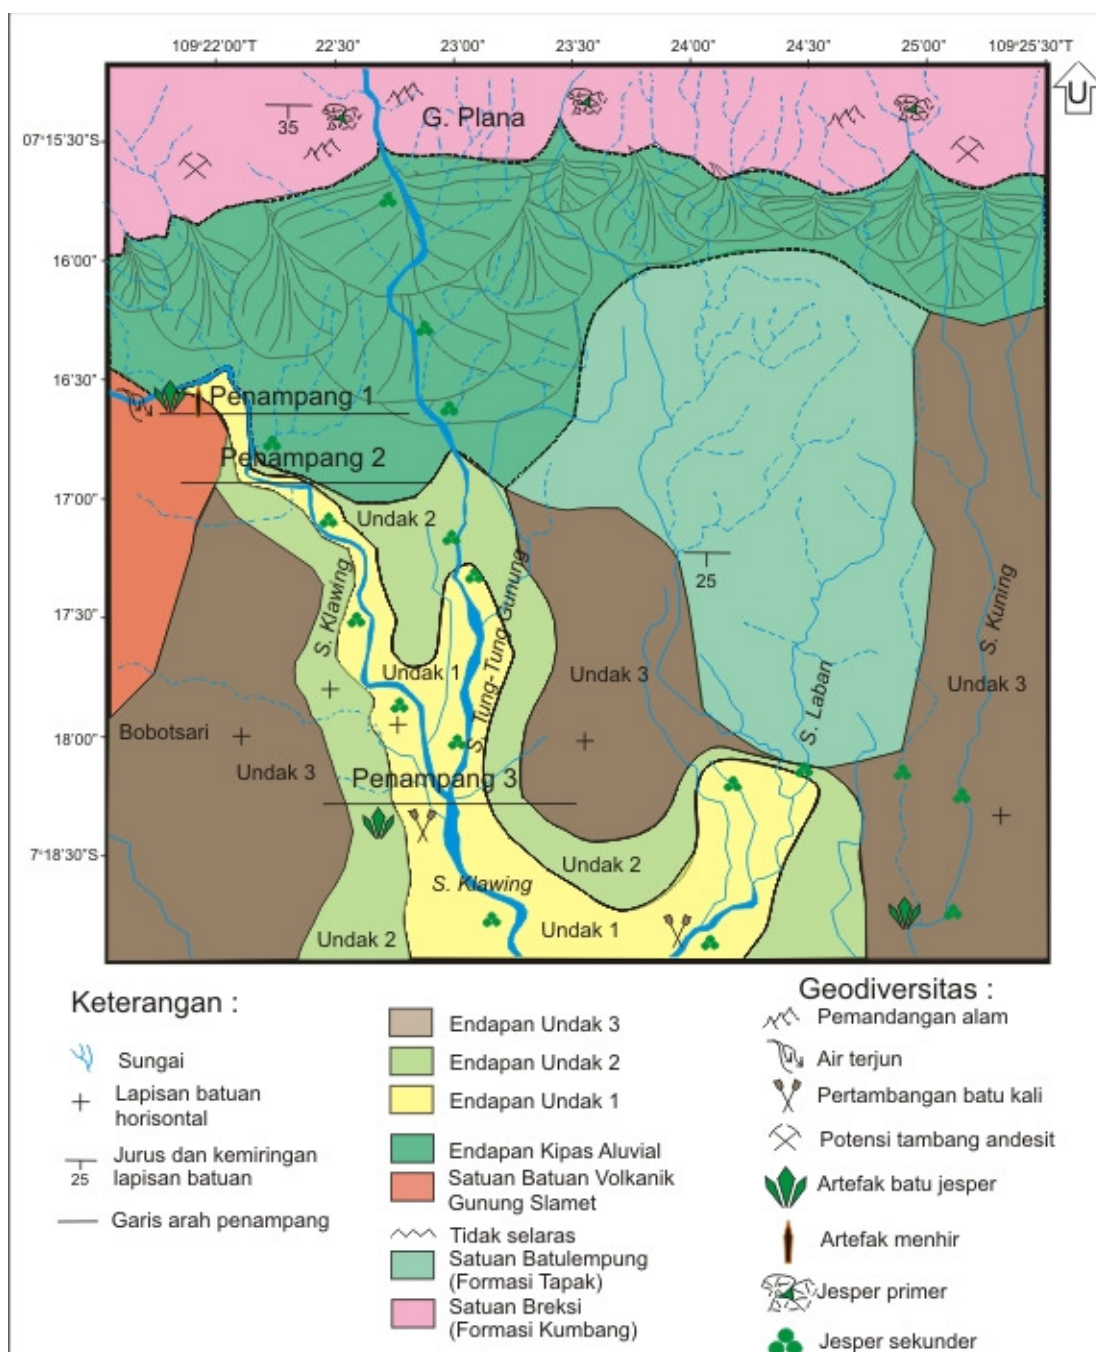 109°22'00"T 22'30" 23'00" 23'30" 24'00" 24'30" 25'00" 109°25'30"T
U
07°15'30"S
35
G. Plana
16'00"
16'30"
Penampang 1
Penampang 2
17'00"
Undak 2
25
17'30"
S. Klawing
S. Tung-Tung Gunung
S. Kuning
Undak 1
Undak 3
S. Laban
Undak 3
18'00"
Bobotsari
Undak 3
Penampang 3
7°18'30"S
Undak 2
S. Klawing
Undak 2
Undak 1
Keterangan :
Sungai
Lapisan batuan
horisontal
Jurus dan kemiringan
25 lapisan batuan
Garis arah penampang
Endapan Undak 3
Endapan Undak 2
Endapan Undak 1
Endapan Kipas Aluvial
Satuan Batuan Volkanik
Gunung Slamet
Tidak selaras
Satuan Batulempung
(Formasi Tapak)
Satuan Breksi
(Formasi Kumbang)
Geodiversitas :
Pemandangan alam
Air terjun
Pertambangan batu kali
Potensi tambang andesit
Artefak batu jesper
Artefak menhir
Jesper primer
Jesper sekunder